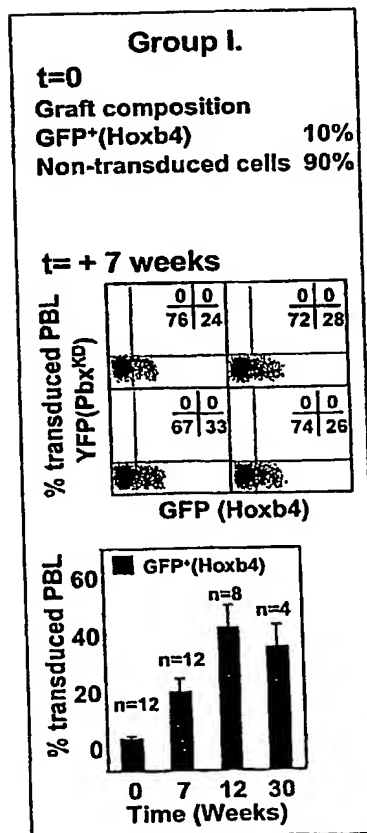 Group I.
t=0
Graft composition
GFP⁺(Hoxb4) 10%
Non-transduced cells 90%
t= + 7 weeks
% transduced PBL
YFP(Pbxᴷᴰ)
0 0
76 24
0 0
72 28
0 0
67 33
0 0
74 26
GFP (Hoxb4)
% transduced PBL
60
40
20
0
GFP⁺(Hoxb4)
n=12
n=12
n=8
n=4
0 7 12 30
Time (Weeks)